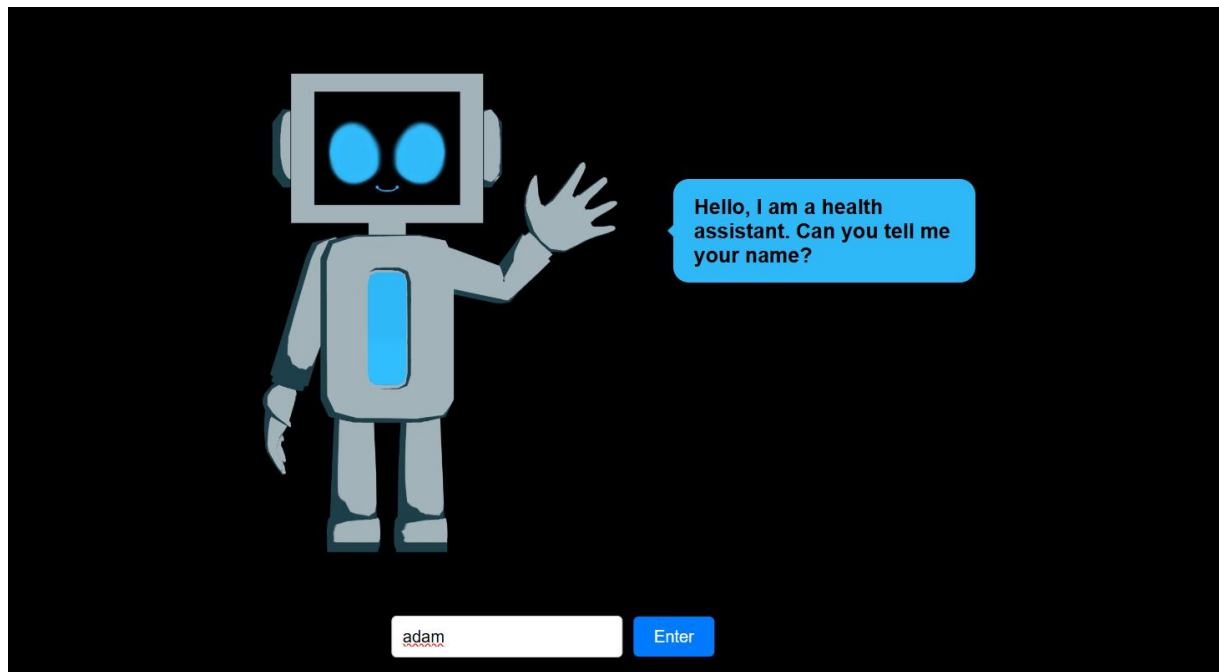 Hello, I am a health
assistant. Can you tell me
your name?
adam
Enter